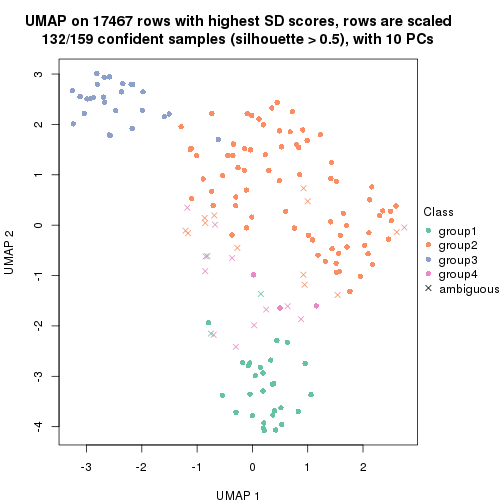 UMAP on 17467 rows with highest SD scores, rows are scaled
132/159 confident samples (silhouette > 0.5), with 10 PCs
3
2
1
0
-1
-2
-3
-4
UMAP 2
-3
-2
-1
0
1
2
UMAP 1
Class
group1
group2
group3
group4
ambiguous